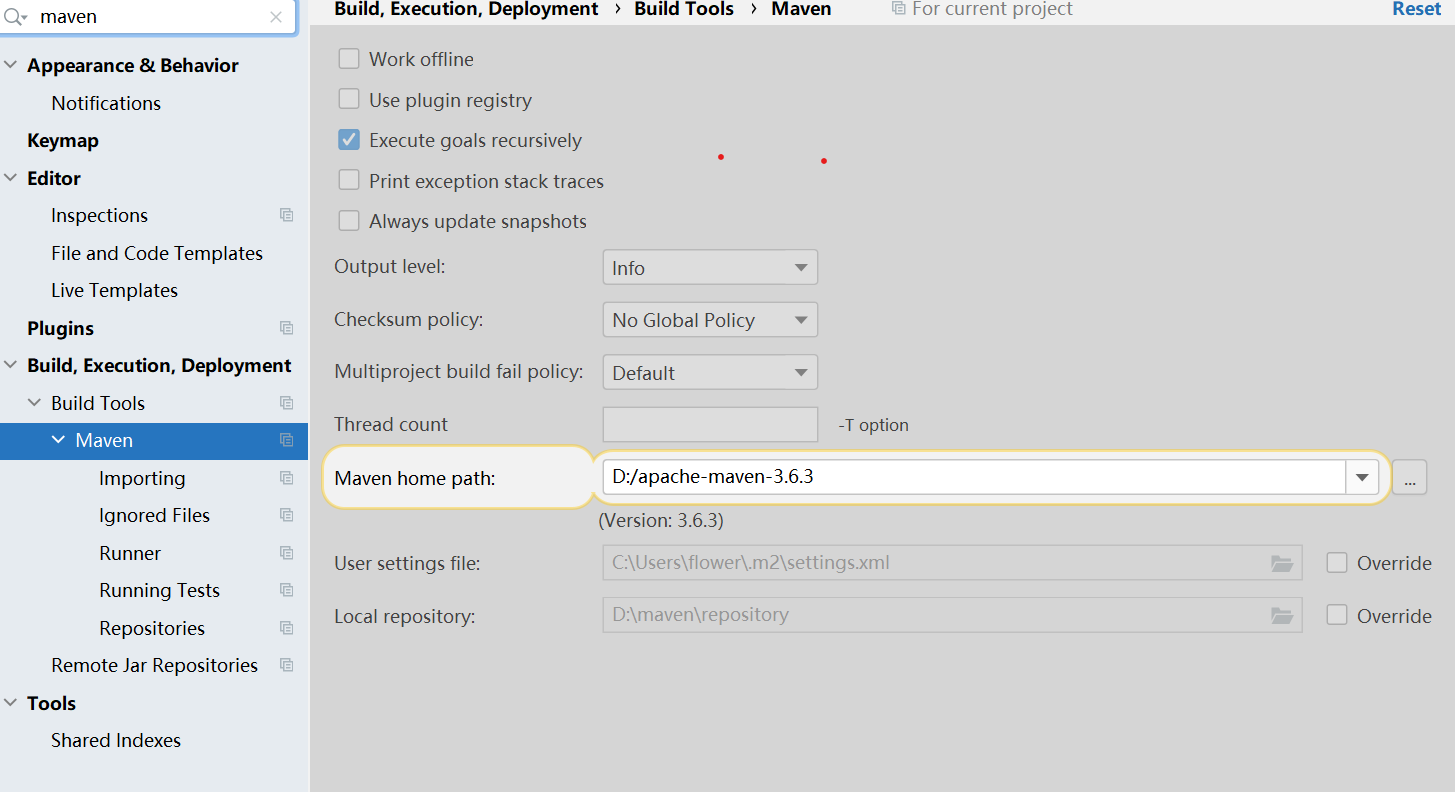 maven
Appearance & Behavior
Notifications
Keymap
Editor
Inspections
File and Code Templates
Live Templates
Plugins
Build, Execution, Deployment
Build Tools
Maven
Importing
Ignored Files
Runner
Running Tests
Repositories
Remote Jar Repositories
Tools
Shared Indexes
Build, Execution, Deployment › Build Tools › Maven For current project Reset
Work offline
Use plugin registry
Execute goals recursively
Print exception stack traces
Always update snapshots
Output level: Info
Checksum policy: No Global Policy
Multiproject build fail policy: Default
Thread count -T option
Maven home path: D:/apache-maven-3.6.3 ...
(Version: 3.6.3)
User settings file: C:\Users\flower\.m2\settings.xml Override
Local repository: D:\maven\repository Override